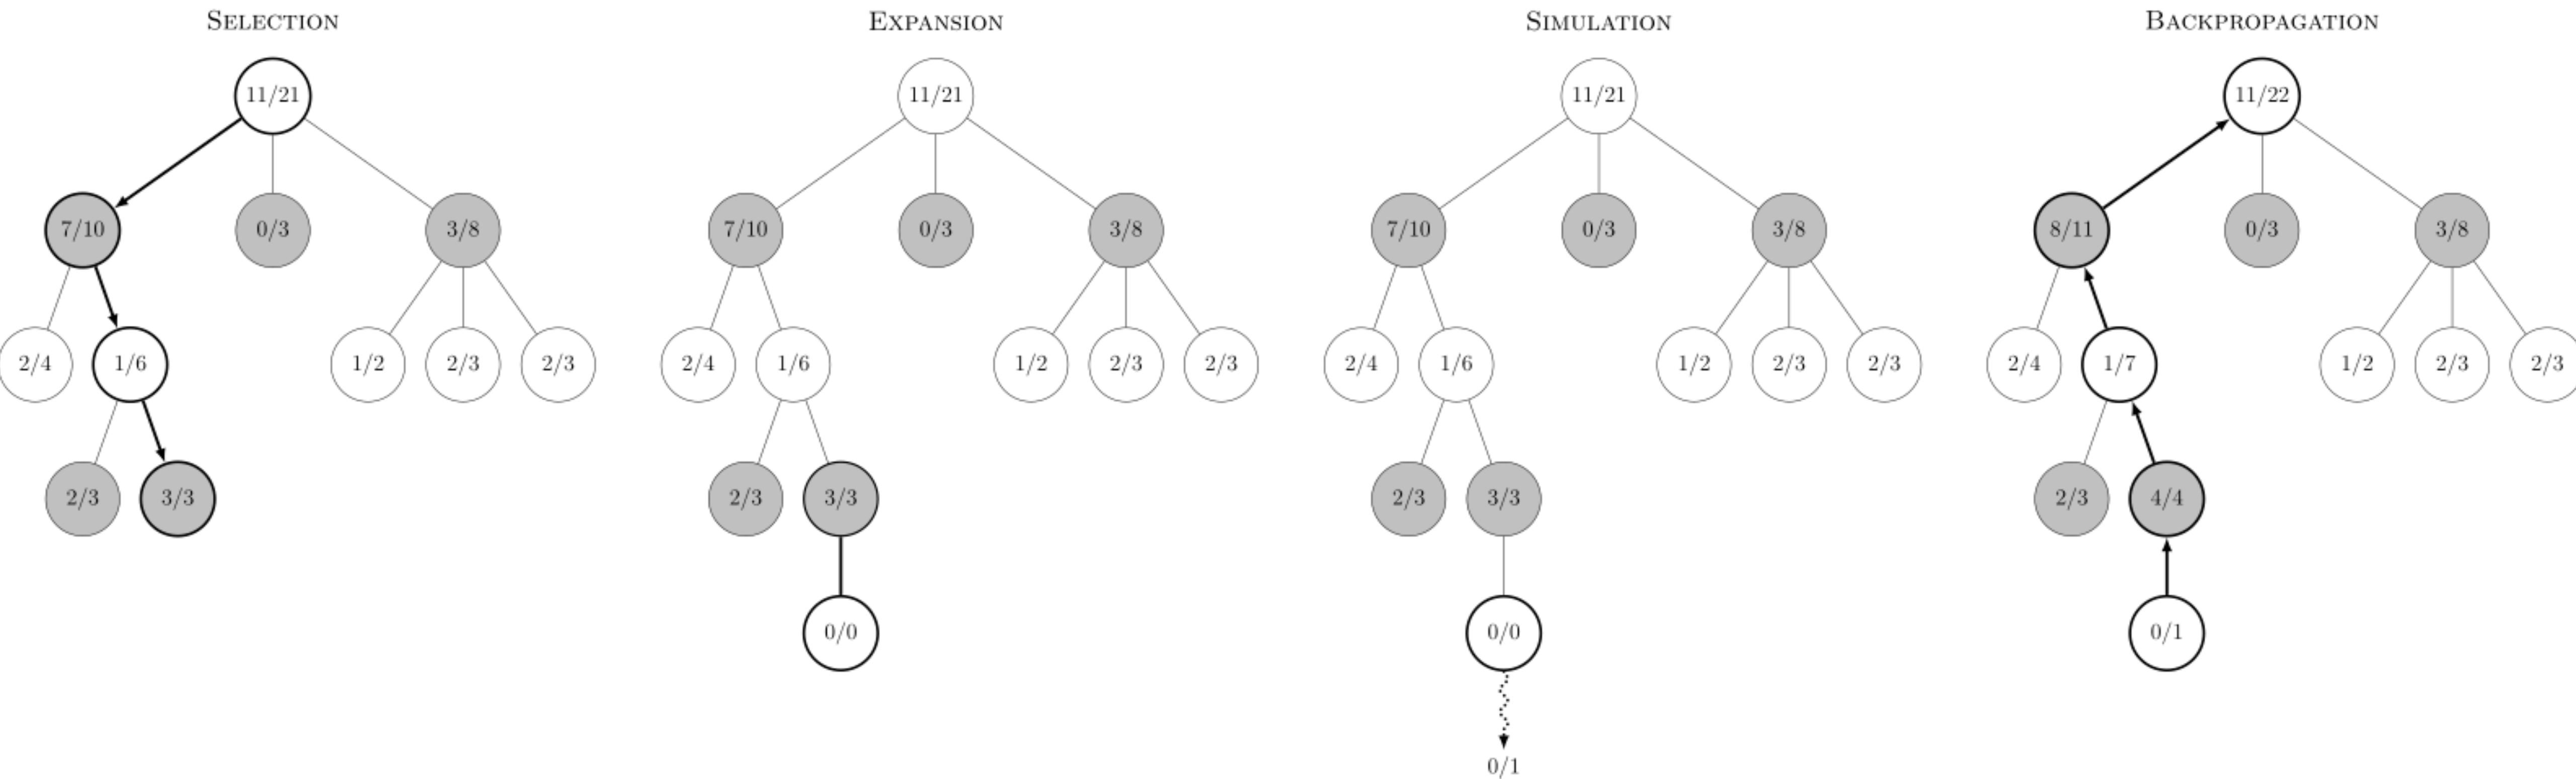 SELECTION
11/21
7/10 0/3 3/8
2/4 1/6 1/2 2/3 2/3
2/3 3/3
EXPANSION
11/21
7/10 0/3 3/8
2/4 1/6 1/2 2/3 2/3
2/3 3/3
0/0
SIMULATION
11/21
7/10 0/3 3/8
2/4 1/6 1/2 2/3 2/3
2/3 3/3
0/0
0/1
BACKPROPAGATION
11/22
8/11 0/3 3/8
2/4 1/7 1/2 2/3 2/3
2/3 4/4
0/1